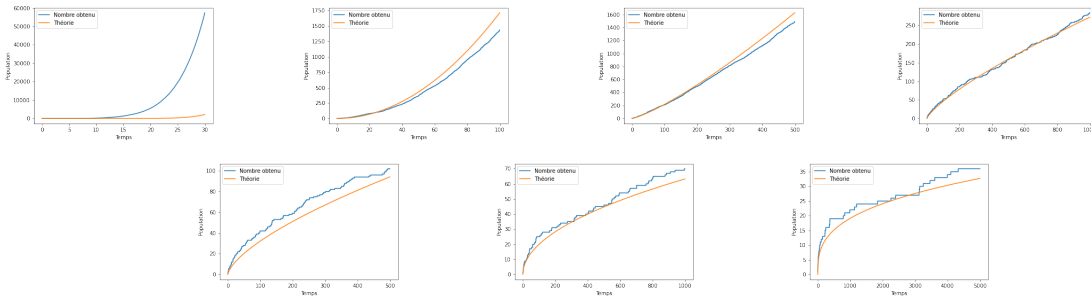 60000
50000
40000
30000
20000
10000
0
Population
Nombre obtenu
Théorie
0 5 10 15 20 25 30
Temps
1750
1500
1250
1000
750
500
250
0
Population
Nombre obtenu
Théorie
0 20 40 60 80 100
Temps
1600
1400
1200
1000
800
600
400
200
0
Population
Nombre obtenu
Théorie
0 100 200 300 400 500
Temps
250
200
150
100
50
0
Population
Nombre obtenu
Théorie
0 200 400 600 800 1000
Temps
100
80
60
40
20
0
Population
Nombre obtenu
Théorie
0 100 200 300 400 500
Temps
70
60
50
40
30
20
10
0
Population
Nombre obtenu
Théorie
0 200 400 600 800 1000
Temps
35
30
25
20
15
10
5
0
Population
Nombre obtenu
Théorie
0 1000 2000 3000 4000 5000
Temps